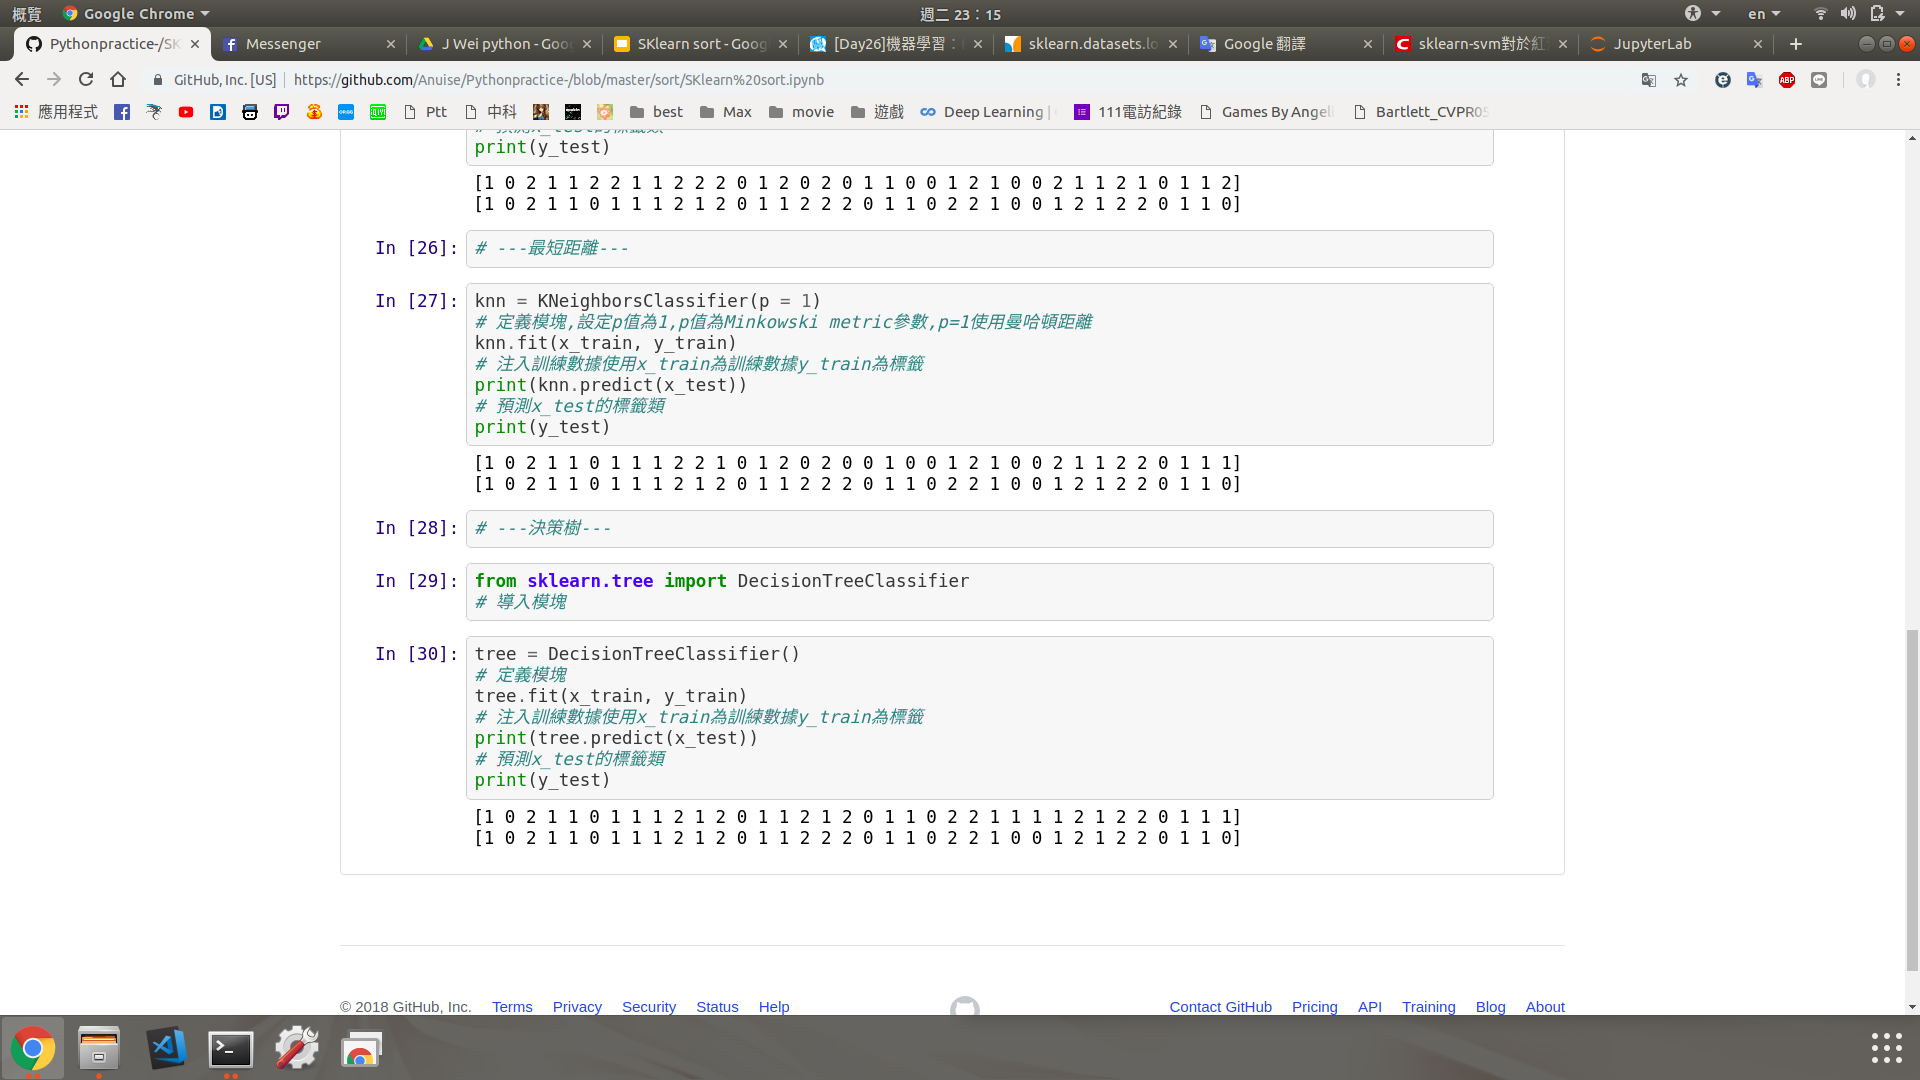 概覽 Google Chrome 週二 23：15 en
Pythonpractice-/SK Messenger J Wei python - Goo SKlearn sort - Goog [Day26]機器學習： sklearn.datasets.lo Google 翻譯 sklearn-svm對於紅 JupyterLab
GitHub, Inc. [US] https://github.com/Anuise/Pythonpractice-/blob/master/sort/SKlearn%20sort.ipynb
應用程式 Ptt 中科 best Max movie 遊戲 Deep Learning | 111電訪紀錄 Games By Angeli Bartlett_CVPR05
# 預測x_test的標籤類
print(y_test)
[1 0 2 1 1 2 2 1 1 2 2 2 0 1 2 0 2 0 1 1 0 0 1 2 1 0 0 2 1 1 2 1 0 1 1 2]
[1 0 2 1 1 0 1 1 1 2 1 2 0 1 1 2 2 2 0 1 1 0 2 2 1 0 0 1 2 1 2 2 0 1 1 0]
In [26]: # ---最短距離---
In [27]: knn = KNeighborsClassifier(p = 1)
# 定義模塊,設定p值為1,p值為Minkowski metric參數,p=1使用曼哈頓距離
knn.fit(x_train, y_train)
# 注入訓練數據使用x_train為訓練數據y_train為標籤
print(knn.predict(x_test))
# 預測x_test的標籤類
print(y_test)
[1 0 2 1 1 0 1 1 1 2 2 1 0 1 2 0 2 0 0 1 0 0 1 2 1 0 0 2 1 1 2 2 0 1 1 1]
[1 0 2 1 1 0 1 1 1 2 1 2 0 1 1 2 2 2 0 1 1 0 2 2 1 0 0 1 2 1 2 2 0 1 1 0]
In [28]: # ---決策樹---
In [29]: from sklearn.tree import DecisionTreeClassifier
# 導入模塊
In [30]: tree = DecisionTreeClassifier()
# 定義模塊
tree.fit(x_train, y_train)
# 注入訓練數據使用x_train為訓練數據y_train為標籤
print(tree.predict(x_test))
# 預測x_test的標籤類
print(y_test)
[1 0 2 1 1 0 1 1 1 2 1 2 0 1 1 2 1 2 0 1 1 0 2 2 1 1 1 1 2 1 2 2 0 1 1 1]
[1 0 2 1 1 0 1 1 1 2 1 2 0 1 1 2 2 2 0 1 1 0 2 2 1 0 0 1 2 1 2 2 0 1 1 0]
© 2018 GitHub, Inc. Terms Privacy Security Status Help Contact GitHub Pricing API Training Blog About